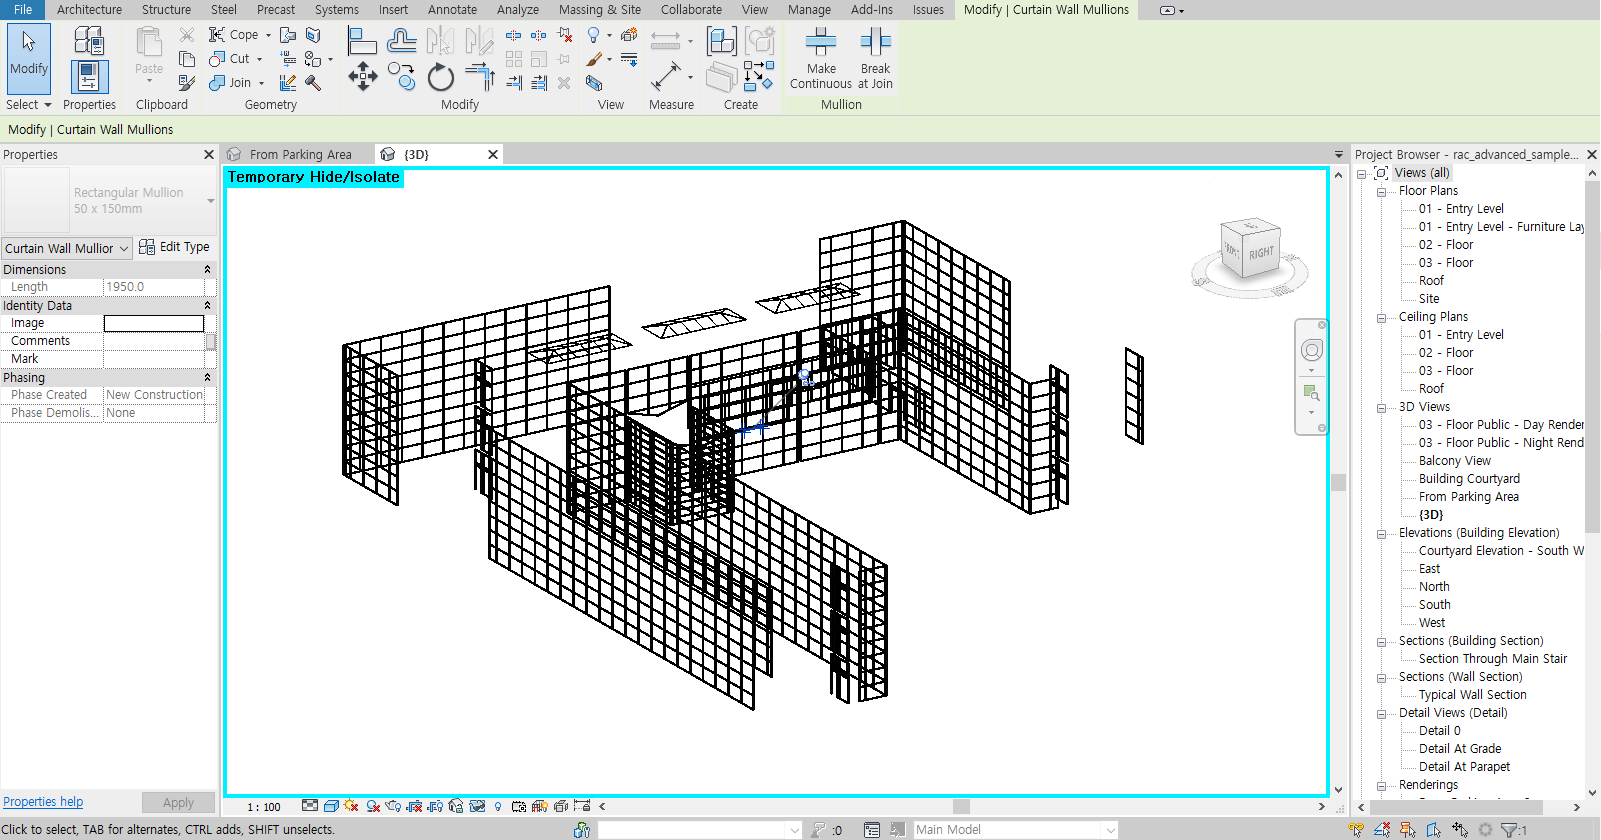 File Architecture Structure Steel Precast Systems Insert Annotate Analyze Massing & Site Collaborate View Manage Add-Ins Issues Modify | Curtain Wall Mullions
Modify
Select
Properties
Paste
Clipboard
Cope
Cut
Join
Geometry
Modify
View
Measure
Create
Make Continuous
Break at Join
Mullion
Modify | Curtain Wall Mullions
Properties
Rectangular Mullion
50 x 150mm
Curtain Wall Mullior
Edit Type
Dimensions
Length 1950.0
Identity Data
Image
Comments
Mark
Phasing
Phase Created New Construction
Phase Demolis... None
Properties help
Apply
From Parking Area
{3D}
Temporary Hide/Isolate
RIGHT
1 : 100
Project Browser - rac_advanced_sample...
Views (all)
Floor Plans
01 - Entry Level
01 - Entry Level - Furniture Lay
02 - Floor
03 - Floor
Roof
Site
Ceiling Plans
01 - Entry Level
02 - Floor
03 - Floor
Roof
3D Views
03 - Floor Public - Day Render
03 - Floor Public - Night Rend
Balcony View
Building Courtyard
From Parking Area
{3D}
Elevations (Building Elevation)
Courtyard Elevation - South W
East
North
South
West
Sections (Building Section)
Section Through Main Stair
Sections (Wall Section)
Typical Wall Section
Detail Views (Detail)
Detail 0
Detail At Grade
Detail At Parapet
Renderings
Click to select, TAB for alternates, CTRL adds, SHIFT unselects.
:0
Main Model
:1